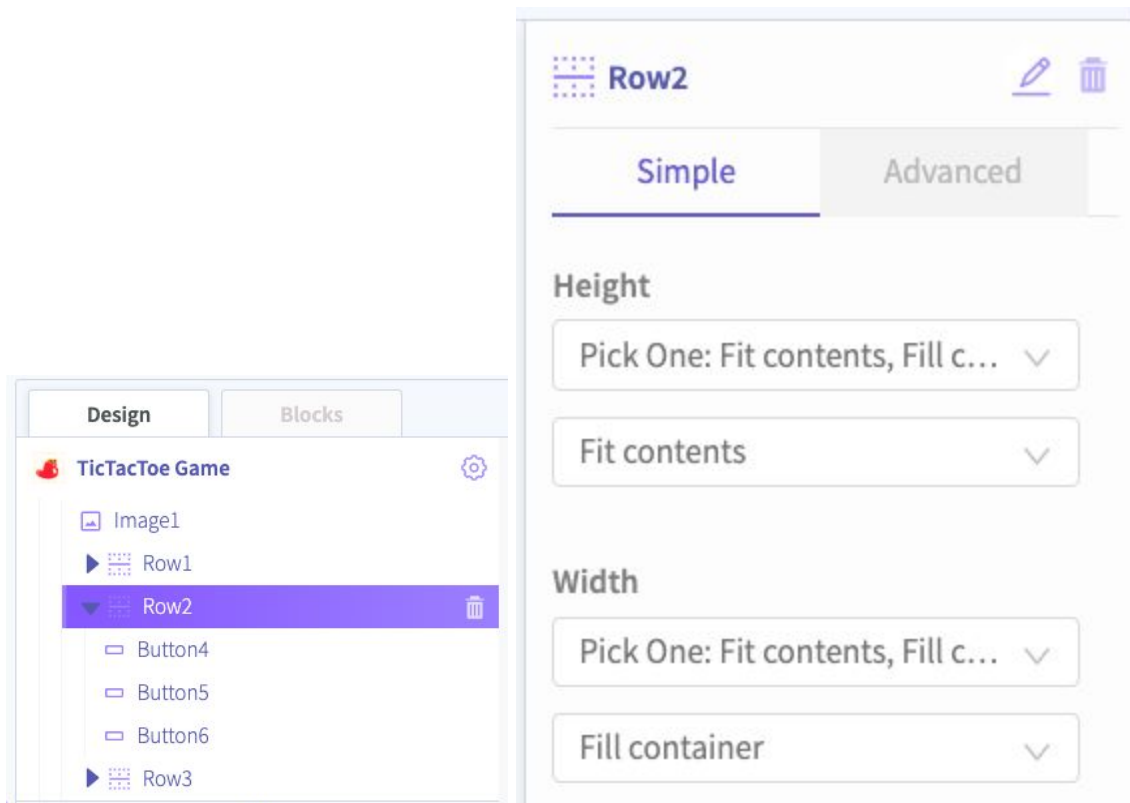 Design
Blocks
TicTacToe Game
Image1
Row1
Row2
Button4
Button5
Button6
Row3
Row2
Simple
Advanced
Height
Pick One: Fit contents, Fill c...
Fit contents
Width
Pick One: Fit contents, Fill c...
Fill container